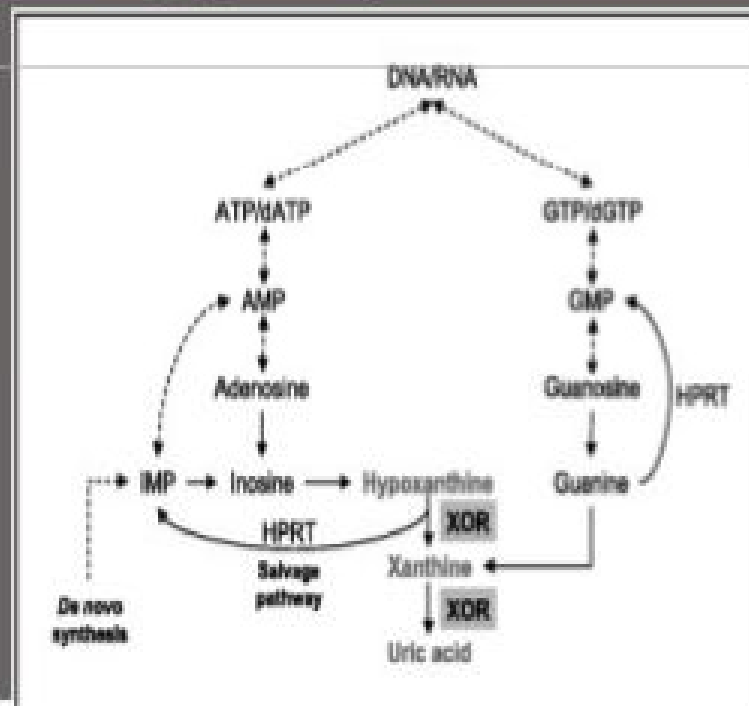 DNA/RNA
ATP/dATP GTP/dGTP
AMP GMP
Adenosine Guanosine HPRT
IMP Inosine Hypoxanthine Guanine
HPRT XOR
Salvage
pathway
Xanthine
De novo
synthesis
XOR
Uric acid